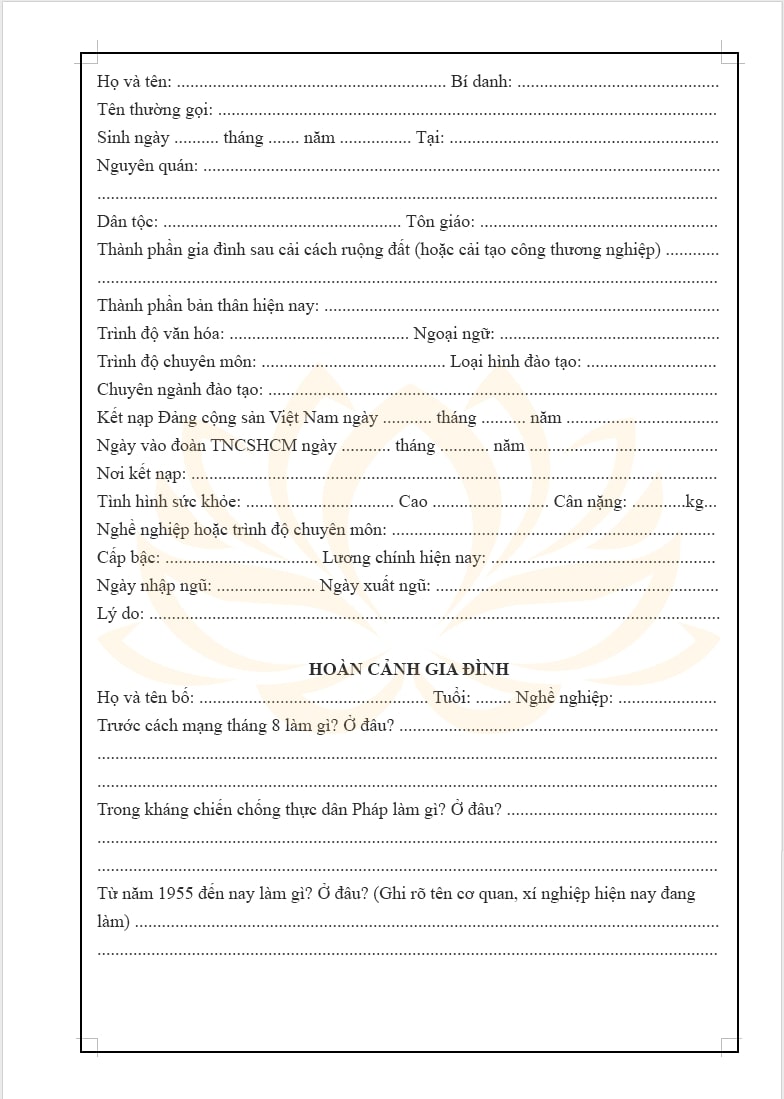 Họ và tên: ............................................................ Bí danh: .............................................
Tên thường gọi: ...............................................................................................................
Sinh ngày .......... tháng ....... năm ................ Tại: ............................................................
Nguyên quán: ...................................................................................................................
..........................................................................................................................................
Dân tộc: ..................................................... Tôn giáo: .....................................................
Thành phần gia đình sau cải cách ruộng đất (hoặc cải tạo công thương nghiệp) ............
..........................................................................................................................................
Thành phần bản thân hiện nay: ........................................................................................
Trình độ văn hóa: ........................................ Ngoại ngữ: .................................................
Trình độ chuyên môn: ......................................... Loại hình đào tạo: .............................
Chuyên ngành đào tạo: ....................................................................................................
Kết nạp Đảng cộng sản Việt Nam ngày ........... tháng .......... năm ..................................
Ngày vào đoàn TNCSHCM ngày ........... tháng ........... năm ..........................................
Nơi kết nạp: .....................................................................................................................
Tình hình sức khỏe: ................................. Cao .......................... Cân nặng: ............kg...
Nghề nghiệp hoặc trình độ chuyên môn: ........................................................................
Cấp bậc: .................................. Lương chính hiện nay: ..................................................
Ngày nhập ngũ: ...................... Ngày xuất ngũ: ...............................................................
Lý do: ...............................................................................................................................
HOÀN CẢNH GIA ĐÌNH
Họ và tên bố: ................................................... Tuổi: ........ Nghề nghiệp: ......................
Trước cách mạng tháng 8 làm gì? Ở đâu? .......................................................................
..........................................................................................................................................
..........................................................................................................................................
Trong kháng chiến chống thực dân Pháp làm gì? Ở đâu? ...............................................
..........................................................................................................................................
..........................................................................................................................................
Từ năm 1955 đến nay làm gì? Ở đâu? (Ghi rõ tên cơ quan, xí nghiệp hiện nay đang
làm) ..................................................................................................................................
..........................................................................................................................................